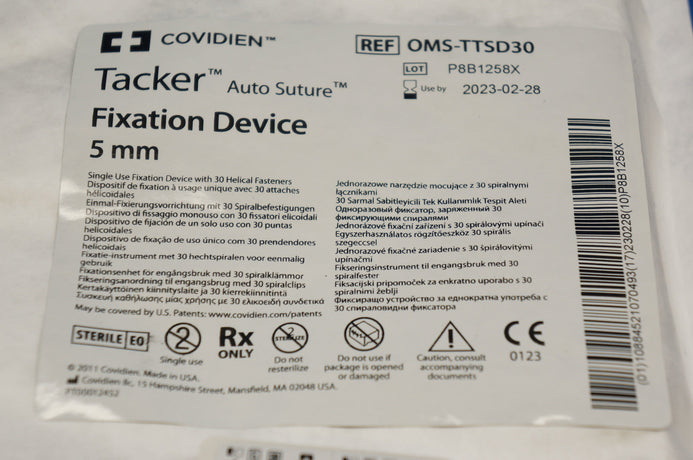 COVIDIEN™
REF OMS-TTSD30
LOT P8B1258X
Use by 2023-02-28
Tacker™ Auto Suture™
Fixation Device
5 mm
Single Use Fixation Device with 30 Helical Fasteners
Dispositif de fixation à usage unique avec 30 attaches
hélicoïdales
Einmal-Fixierungsvorrichtung mit 30 Spiralbefestigungen
Dispositivo di fissaggio monouso con 30 fissatori elicoidali
Dispositivo de fijación de un solo uso con 30 puntas
helicoidales
Dispositivo de fixação de uso único com 30 prendedores
helicoidais
Fixatie-instrument met 30 hechtspiralen voor eenmalig
gebruik
Fixationsenhet för engångsbruk med 30 spiralklämmor
Fikseringsanordning til engangsbruk med 30 spiralclips
Kertakäyttöinen kiinnityslaite ja 30 kierrekiinnitintä
Συσκευή καθήλωσης μίας χρήσης με 30 ελικοειδή συνδετικά
May be covered by U.S. Patents: www.covidien.com/patents
Jednorazowe narzędzie mocujące z 30 spiralnymi
łącznikami
30 Sarmal Sabitleyicili Tek Kullanımlık Tespit Aleti
Одноразовый фиксатор, заряженный 30
фиксирующими спиралями
Jednorázové fixační zařízení s 30 spirálovými upínači
Egyszerhasználatos rögzítőeszköz 30 spirális
szegeccsel
Jednorazové fixačné zariadenie s 30 špirálovitými
upínačmi
Fikseringsinstrument til engangsbrug med 30
spiralfester
Fiksacijski pripomoček za enkratno uporabo s 30
spiralnimi žeblji
Фиксиращо устройство за еднократна употреба с
30 спираловидни фиксатора
STERILE EO
2
Single use
Rx
ONLY
2
STERILIZE
Do not
resterilize
Do not use if
package is opened
or damaged
Caution, consult
accompanying
documents
CE
0123
© 2011 Covidien. Made in USA.
Covidien llc, 15 Hampshire Street, Mansfield, MA 02048 USA.
(01)10884521070493(17)230228(10)P8B1258X